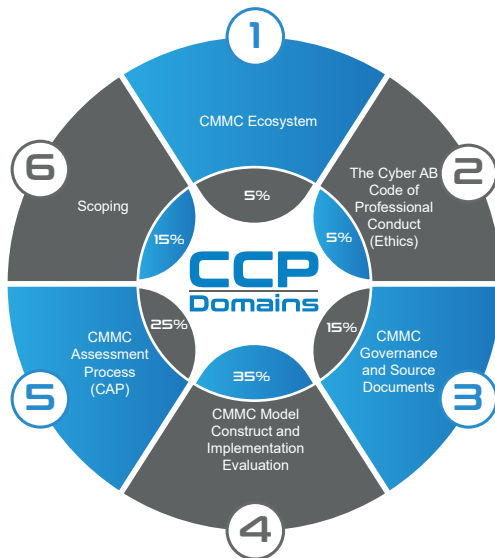 1
CMMC Ecosystem
5%
2
The Cyber AB
Code of
Professional
Conduct
(Ethics)
5%
3
CMMC
Governance
and Source
Documents
15%
4
CMMC Model
Construct and
Implementation
Evaluation
35%
5
CMMC
Assessment
Process
(CAP)
25%
6
Scoping
15%
CCP
Domains